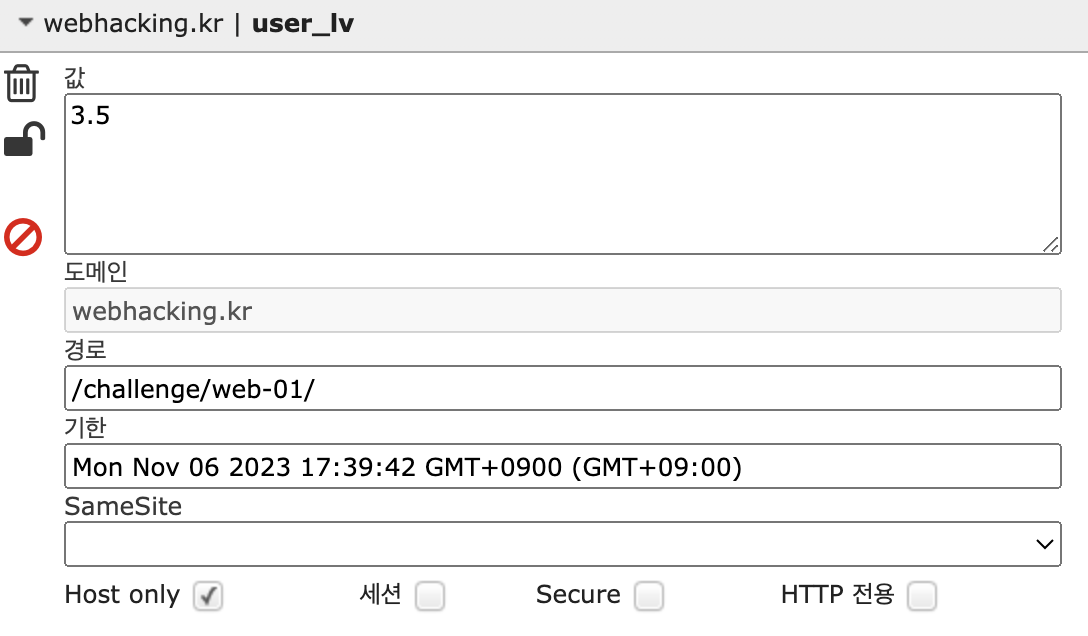 webhacking.kr | user_lv
값
3.5
도메인
webhacking.kr
경로
/challenge/web-01/
기한
Mon Nov 06 2023 17:39:42 GMT+0900 (GMT+09:00)
SameSite
Host only 세션 Secure HTTP 전용